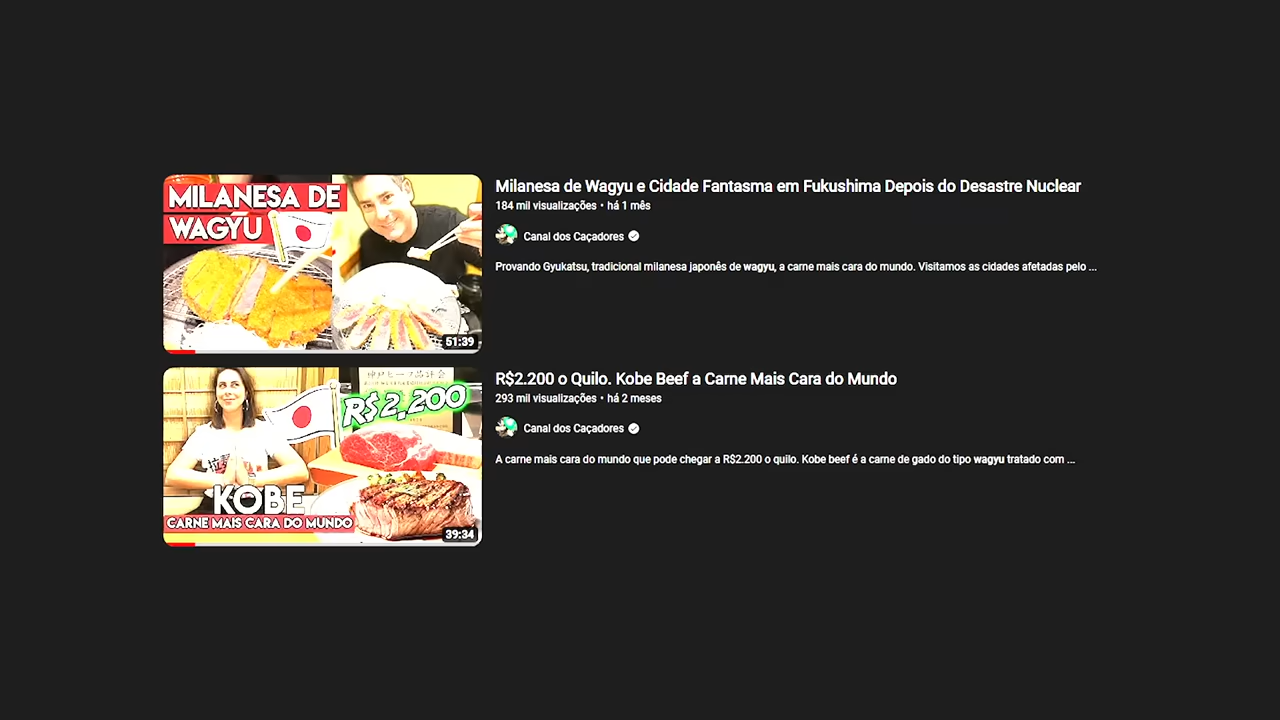 MILANESA DE
WAGYU
51:39
Milanesa de Wagyu e Cidade Fantasma em Fukushima Depois do Desastre Nuclear
184 mil visualizações • há 1 mês
Canal dos Caçadores
Provando Gyukatsu, tradicional milanesa japonês de wagyu, a carne mais cara do mundo. Visitamos as cidades afetadas pelo ...
R$2.200
KOBE
CARNE MAIS CARA DO MUNDO
39:34
R$2.200 o Quilo. Kobe Beef a Carne Mais Cara do Mundo
293 mil visualizações • há 2 meses
Canal dos Caçadores
A carne mais cara do mundo que pode chegar a R$2.200 o quilo. Kobe beef é a carne de gado do tipo wagyu tratado com ...